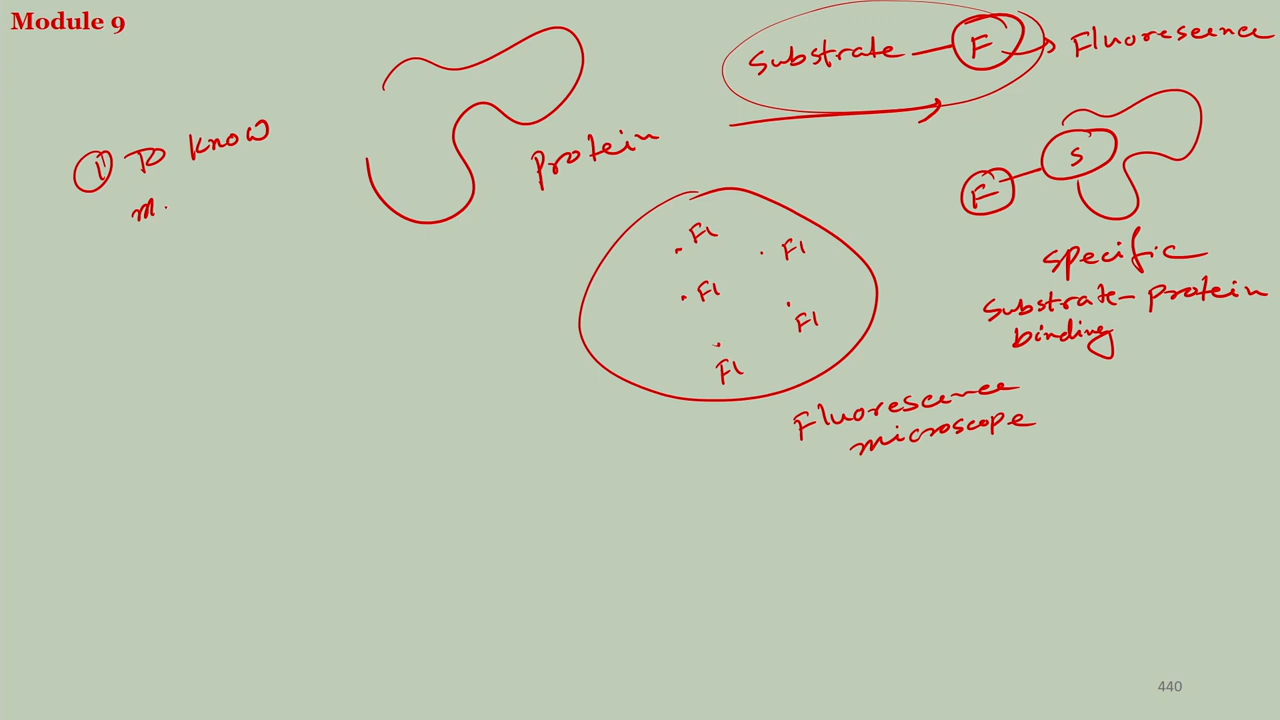 Module 9
Substrate - F → Fluorescence
① To know
m.
Protein
F - S
Specific
Substrate - protein
binding
Fl Fl
Fl
Fl
Fl
Fluorescence
microscope
440